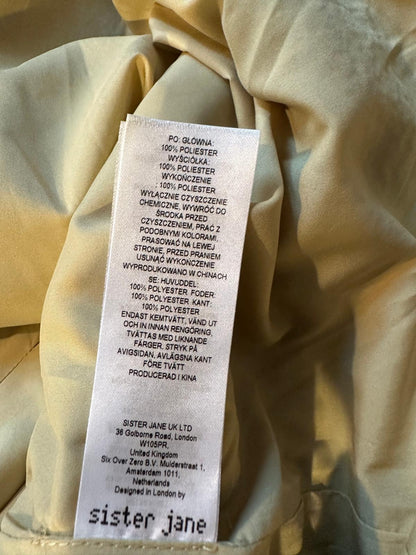 PO: GŁÓWNA:
100% POLIESTER
WYŚCIÓŁKA:
100% POLIESTER
WYKOŃCZENIE
: 100% POLIESTER
WYŁĄCZNIE CZYSZCZENIE
CHEMICZNE, WYWRÓĆ DO
ŚRODKA PRZED
CZYSZCZENIEM, PRAĆ Z
PODOBNYMI KOLORAMI,
PRASOWAĆ NA LEWEJ
STRONIE, PRZED PRANIEM
USUNĄĆ WYKOŃCZENIE
WYPRODUKOWANO W CHINACH
SE: HUVUDDEL:
100% POLYESTER, FODER:
100% POLYESTER KANT:
100% POLYESTER
ENDAST KEMTVÄTT, VÄND UT
OCH IN INNAN RENGÖRING,
TVÄTTAS MED LIKNANDE
FÄRGER, STRYK PÅ
AVIGSIDAN, AVLÄGSNA KANT
FÖRE TVÄTT
PRODUCERAD I KINA
SISTER JANE UK LTD
36 Golborne Road, London
W105PR,
United Kingdom
Six Over Zero B.V. Muiderstraat 1,
Amsterdam 1011,
Netherlands
Designed in London by
sister jane